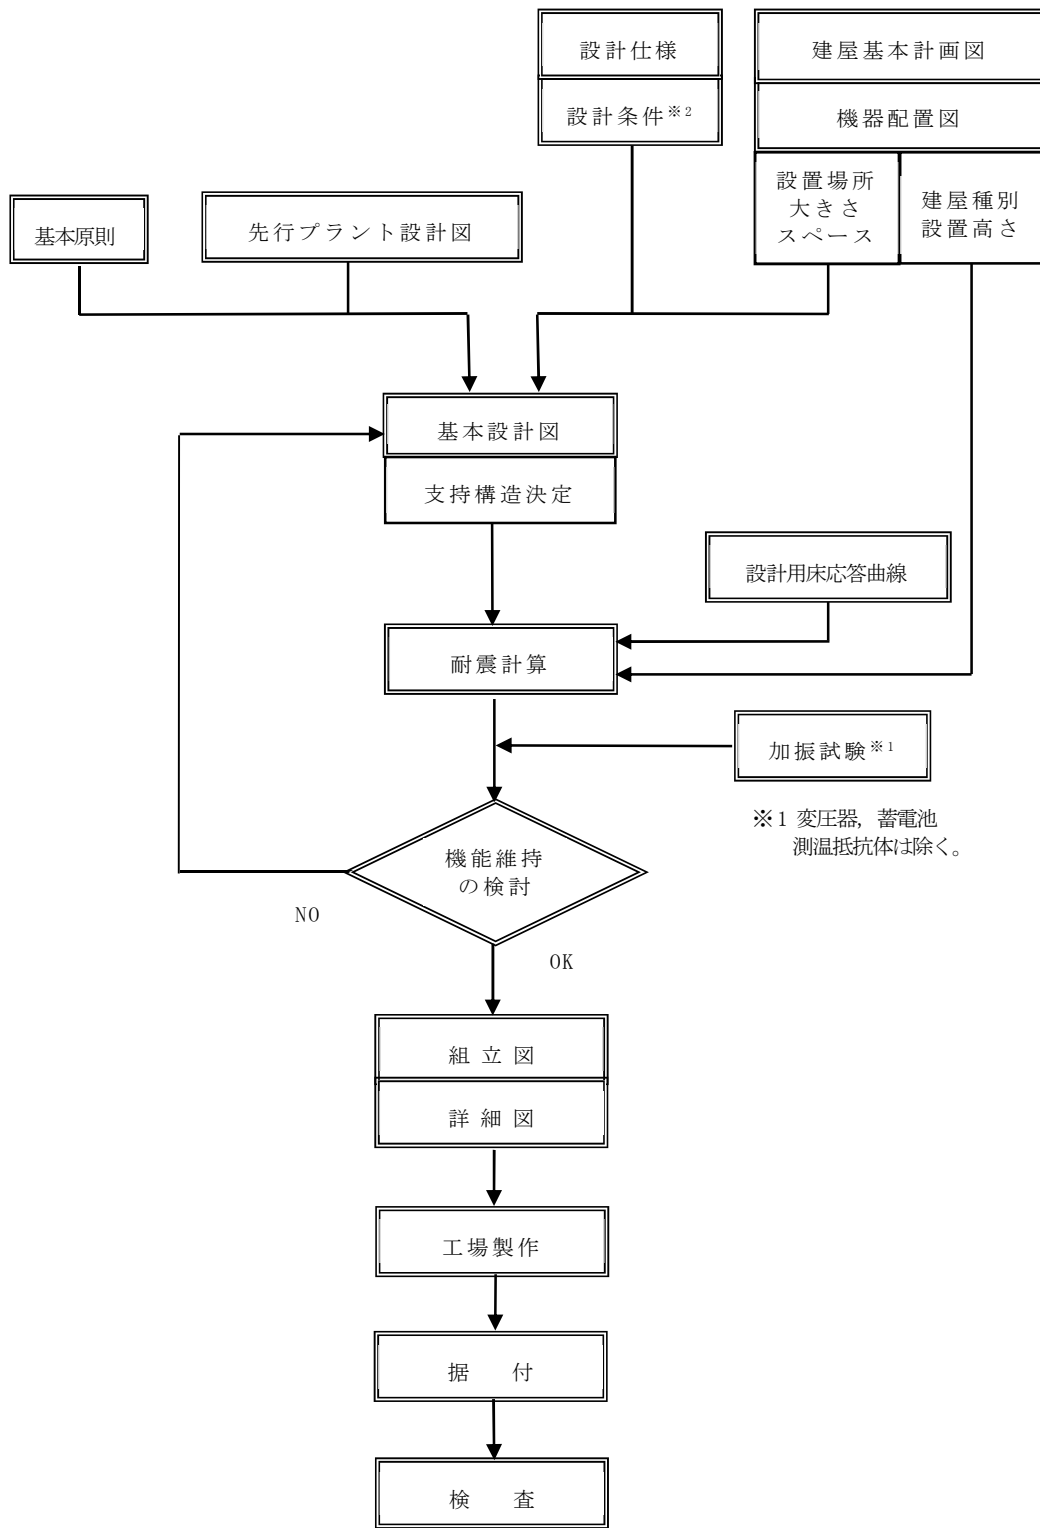 設計仕様
設計条件※2
建屋基本計画図
機器配置図
設置場所
大きさ
スペース
建屋種別
設置高さ
基本原則
先行プラント設計図
基本設計図
支持構造決定
設計用床応答曲線
耐震計算
加振試験※1
※1 変圧器，蓄電池
測温抵抗体は除く。
機能維持
の検討
NO
OK
組立図
詳細図
工場製作
据　付
検　査